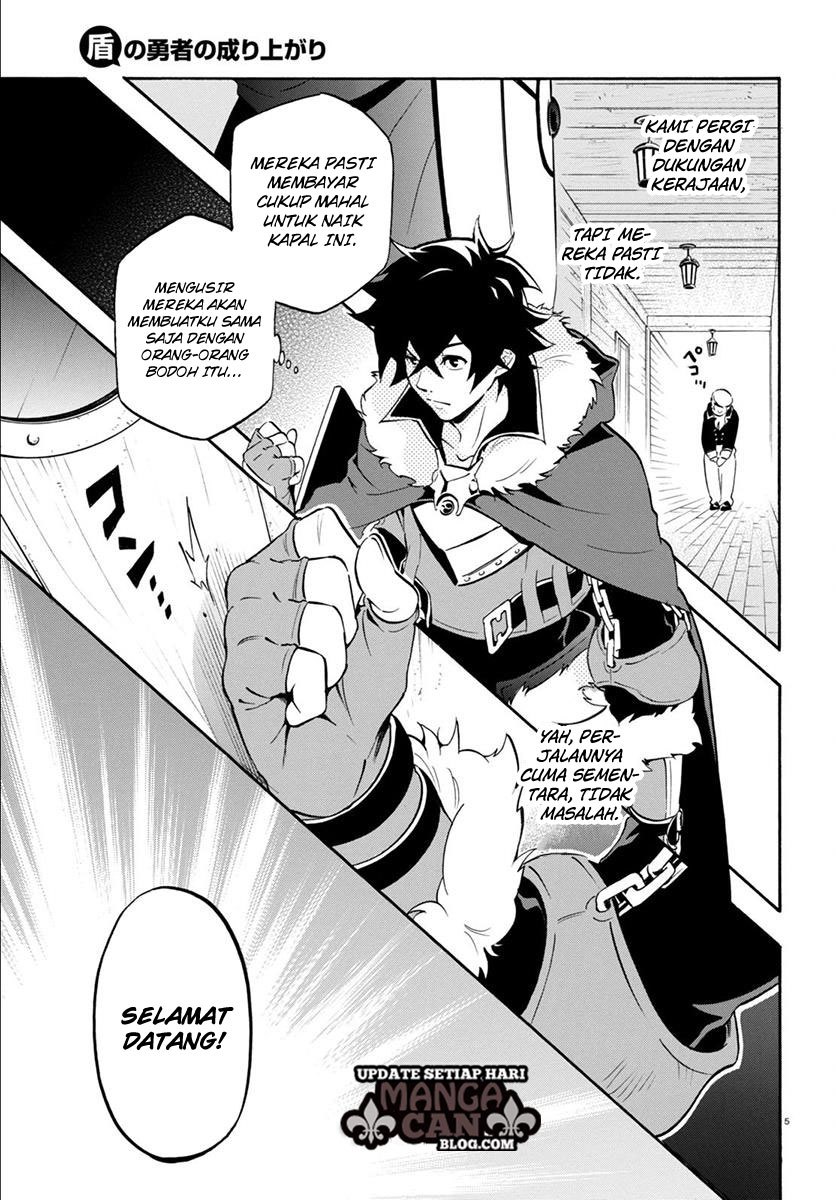 盾の勇者の成り上がり
KAMI PERGI
DENGAN
DUKUNGAN
KERAJAAN,
TAPI ME-
REKA PASTI
TIDAK.
ペコ...
MEREKA PASTI
MEMBAYAR
CUKUP MAHAL
UNTUK NAIK
KAPAL INI.
MENGUSIR
MEREKA AKAN
MEMBUATKU SAMA
SAJA DENGAN
ORANG-ORANG
BODOH ITU...
YAH, PER-
JALANNYA
CUMA SEMEN-
TARA, TIDAK
MASALAH.
SELAMAT
DATANG!
UPDATE SETIAP HARI
MANGA
CAN
BLOG.COM
5